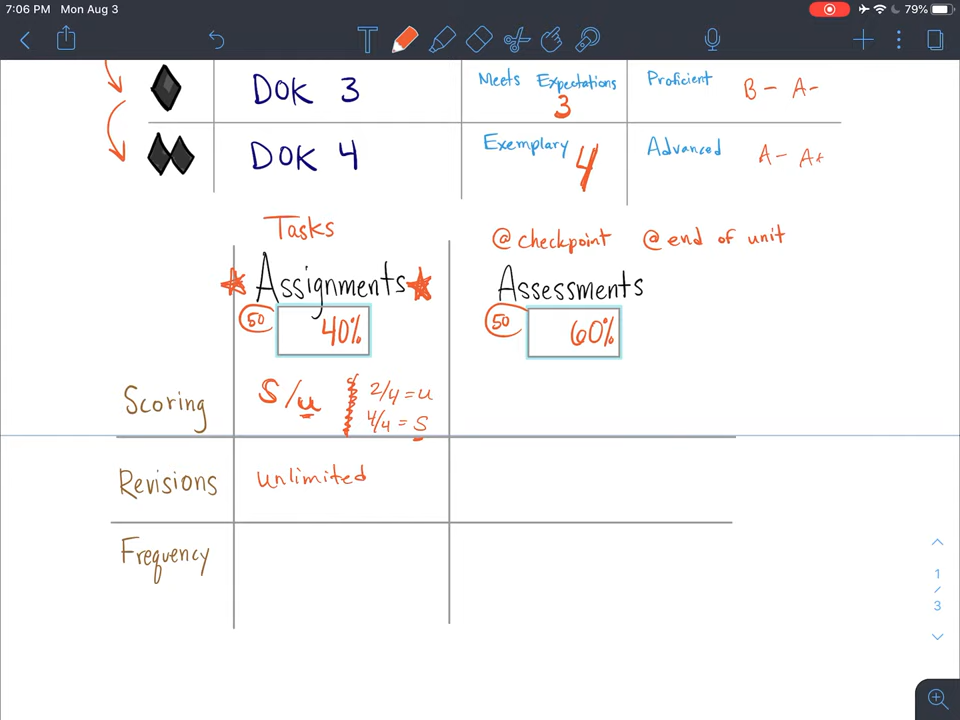 7:06 PM Mon Aug 3
79%
T
DOK 3 Meets Expectations 3 Proficient B - A-
DOK 4 Exemplary 4 Advanced A - A+
Tasks
@ checkpoint @ end of unit
Assignments Assessments
50 40% 50 60%
Scoring S/u 2/4 = u
4/4 = S
Revisions unlimited
Frequency
1
/
3